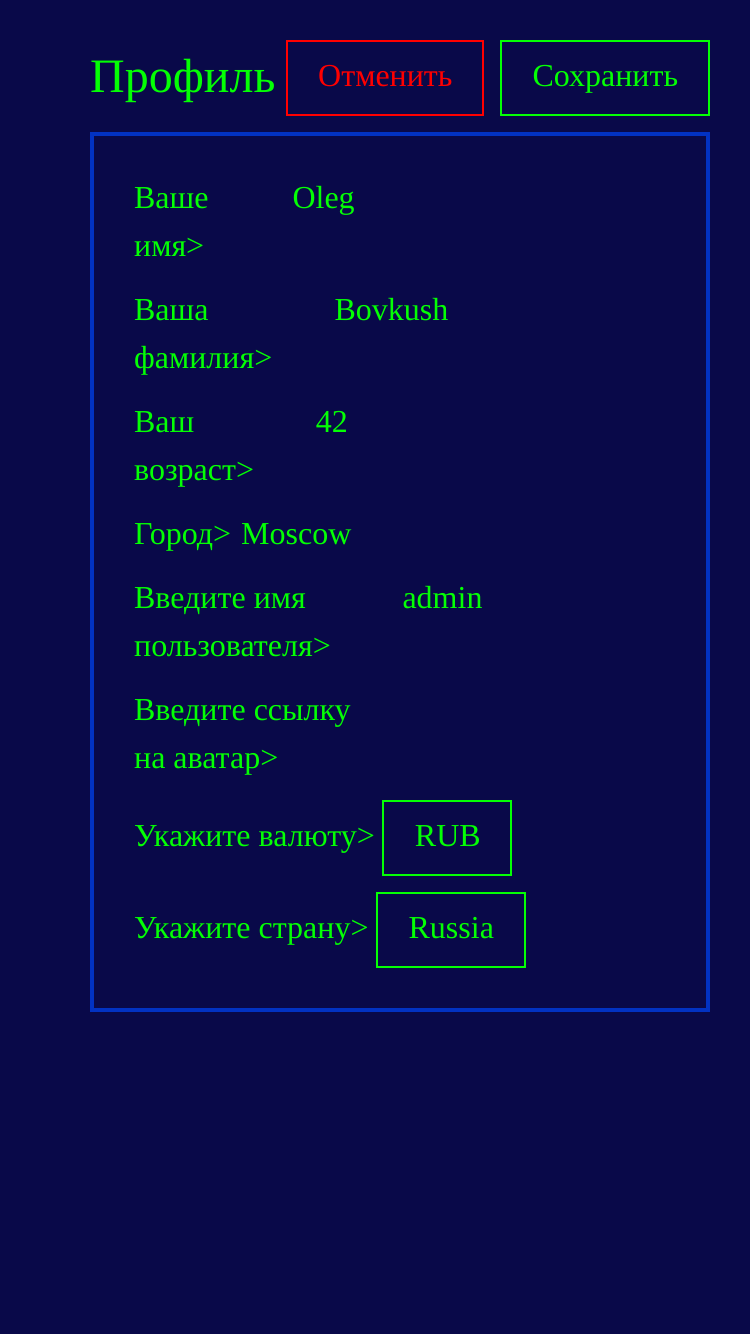 Профиль Отменить Сохранить
Ваше Oleg
имя>
Ваша Bovkush
фамилия>
Ваш 42
возраст>
Город> Moscow
Введите имя admin
пользователя>
Введите ссылку
на аватар>
Укажите валюту> RUB
Укажите страну> Russia